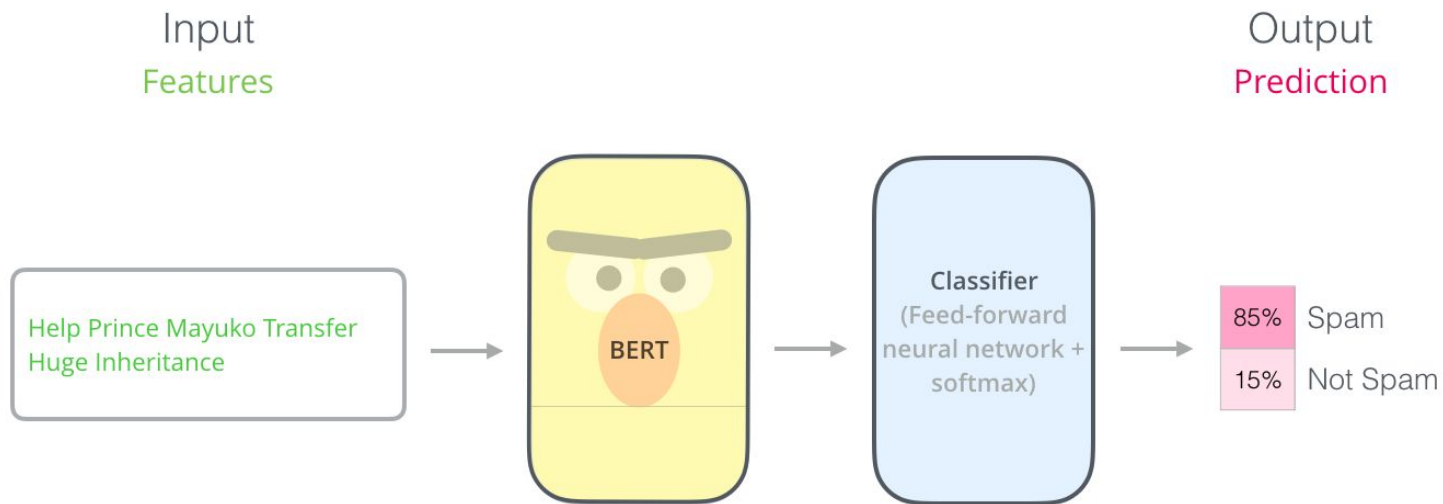 Input
Features
Output
Prediction
Help Prince Mayuko Transfer
Huge Inheritance
BERT
Classifier
(Feed-forward
neural network +
softmax)
85% Spam
15% Not Spam